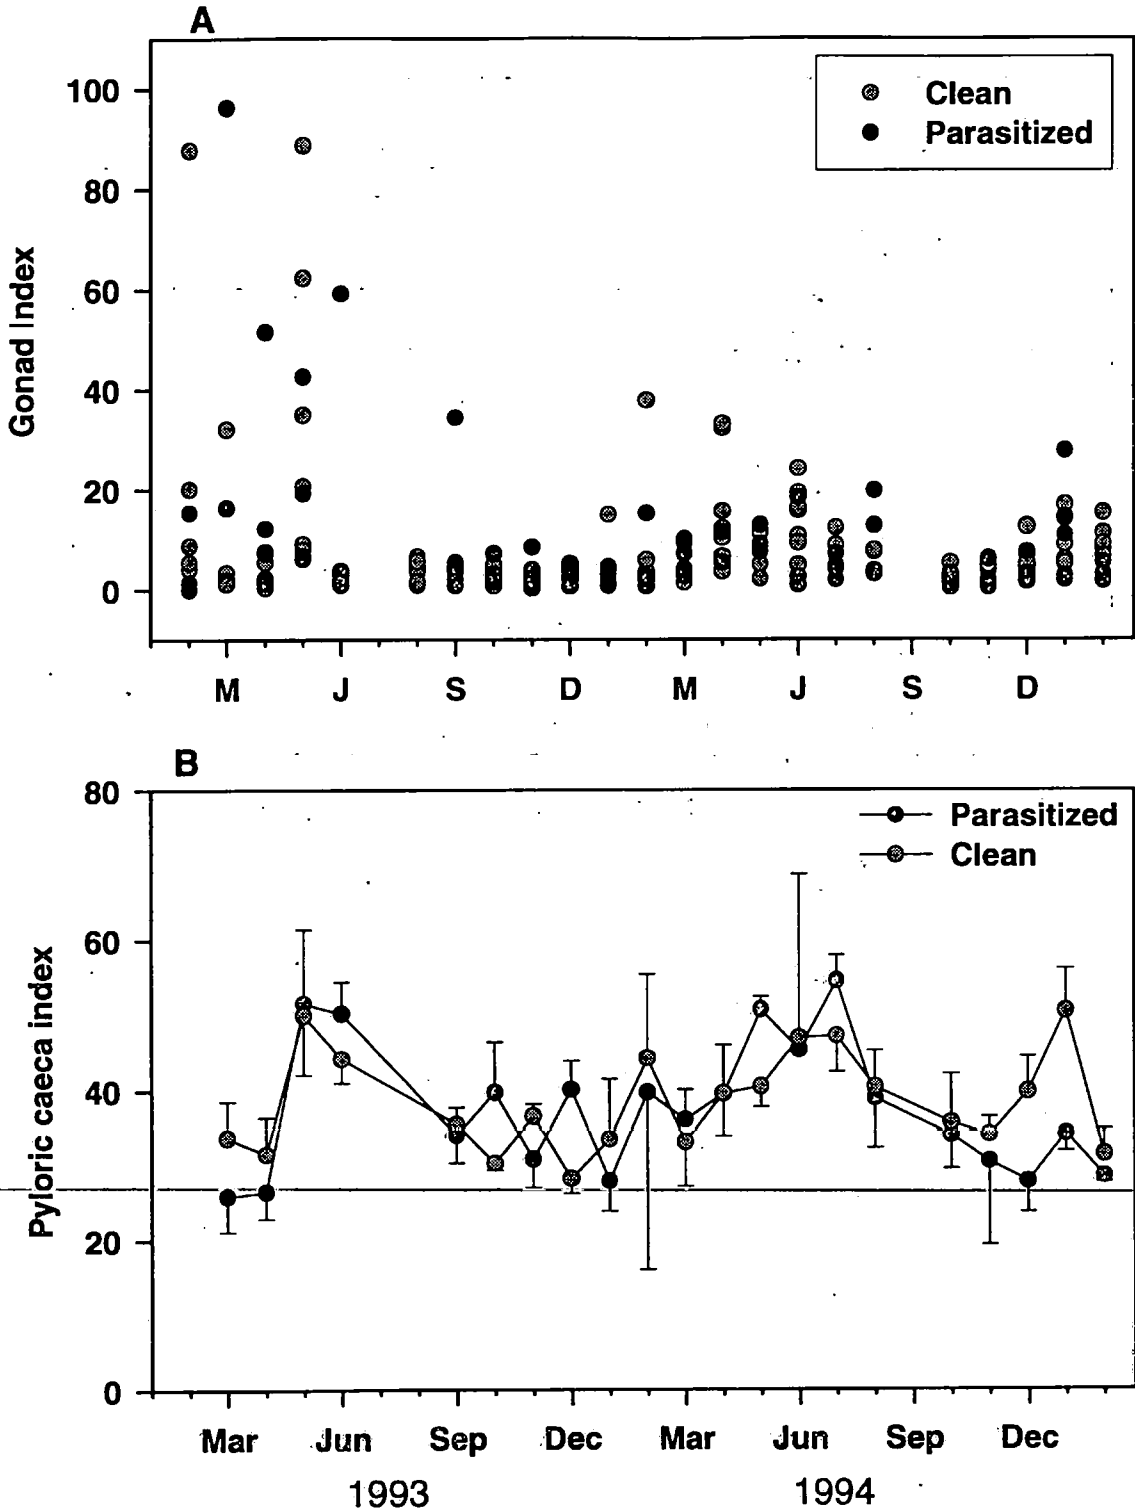 A
100
80
60
40
20
0
Gonad Index
Clean
Parasitized
M J S D M J S D
B
80
60
40
20
0
Pyloric caeca index
Parasitized
Clean
Mar Jun Sep Dec Mar Jun Sep Dec
1993 1994